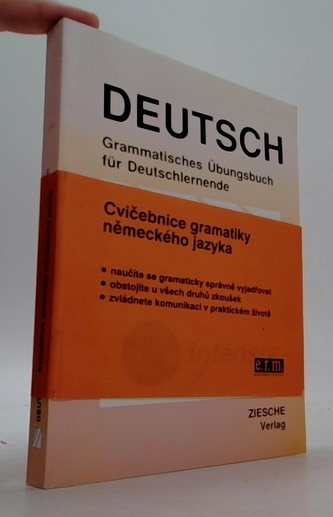 DEUTSCH
Grammatisches Übungsbuch
für Deutschlernende
Cvičebnice gramatiky
německého jazyka
• naučíte se gramaticky správně vyjadřovat
• obstojíte u všech druhů zkoušek
• zvládnete komunikaci v praktickém životě
e.r.m.
ZIESCHE
Verlag